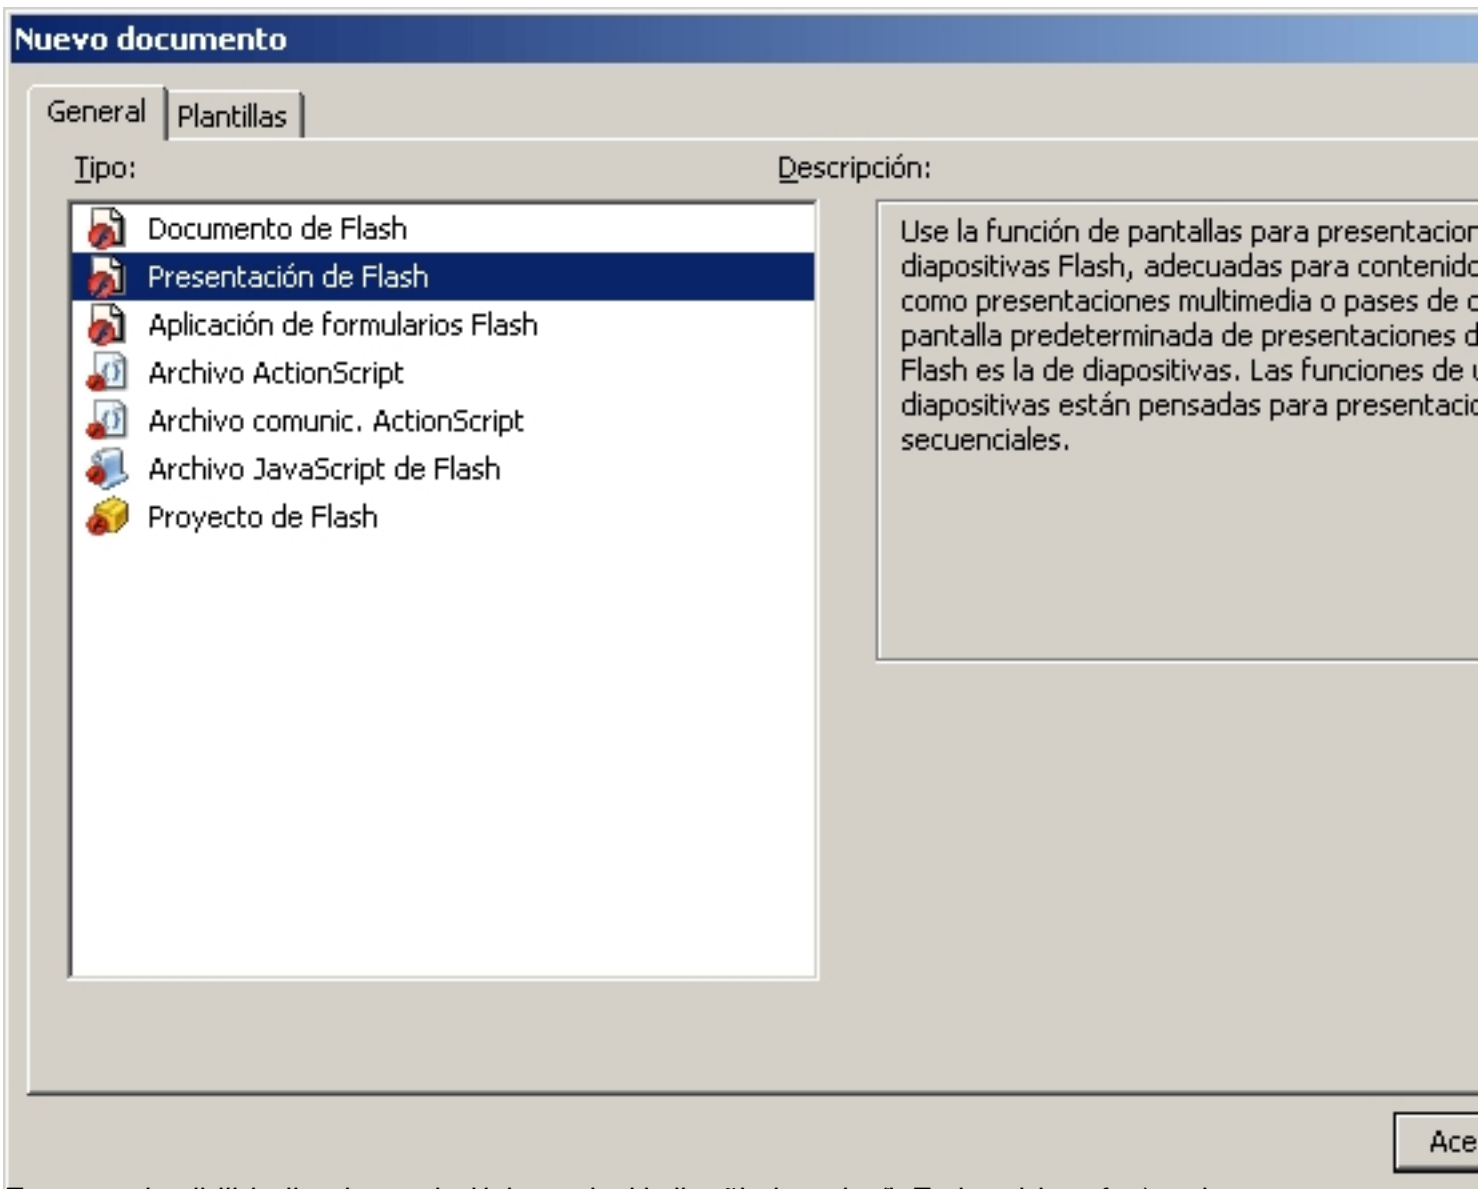 Nuevo documento
General
Plantillas
Tipo:
Descripción:
Documento de Flash
Presentación de Flash
Aplicación de formularios Flash
Archivo ActionScript
Archivo comunic. ActionScript
Archivo JavaScript de Flash
Proyecto de Flash
Use la función de pantallas para presentacion
diapositivas Flash, adecuadas para contenido
como presentaciones multimedia o pases de
pantalla predeterminada de presentaciones d
Flash es la de diapositivas. Las funciones de
diapositivas están pensadas para presentacio
secuenciales.
Ace